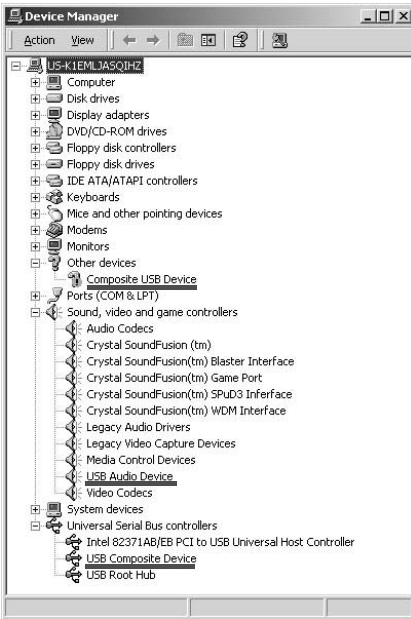 Device Manager
Action View
US-K1EMLJASQIHZ
Computer
Disk drives
Display adapters
DVD/CD-ROM drives
Floppy disk controllers
Floppy disk drives
IDE ATA/ATAPI controllers
Keyboards
Mice and other pointing devices
Modems
Monitors
Other devices
Composite USB Device
Ports (COM & LPT)
Sound, video and game controllers
Audio Codecs
Crystal SoundFusion (tm)
Crystal SoundFusion(tm) Blaster Interface
Crystal SoundFusion(tm) Game Port
Crystal SoundFusion(tm) SPuD3 Inferface
Crystal SoundFusion(tm) WDM Interface
Legacy Audio Drivers
Legacy Video Capture Devices
Media Control Devices
USB Audio Device
Video Codecs
System devices
Universal Serial Bus controllers
Intel 82371AB/EB PCI to USB Universal Host Controller
USB Composite Device
USB Root Hub